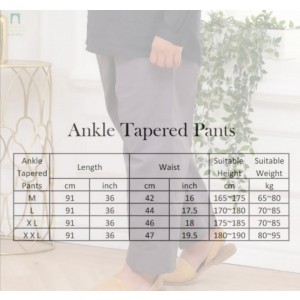 Ankle Tapered Pants
Ankle Tapered Pants Length Waist Suitable Height Suitable Weight
cm inch cm inch cm kg
M 91 36 42 16 165~175 65~80
L 91 36 44 17.5 170~180 70~85
XL 91 36 46 18 175~185 70~85
XXL 91 36 47 19.5 180~190 80~95